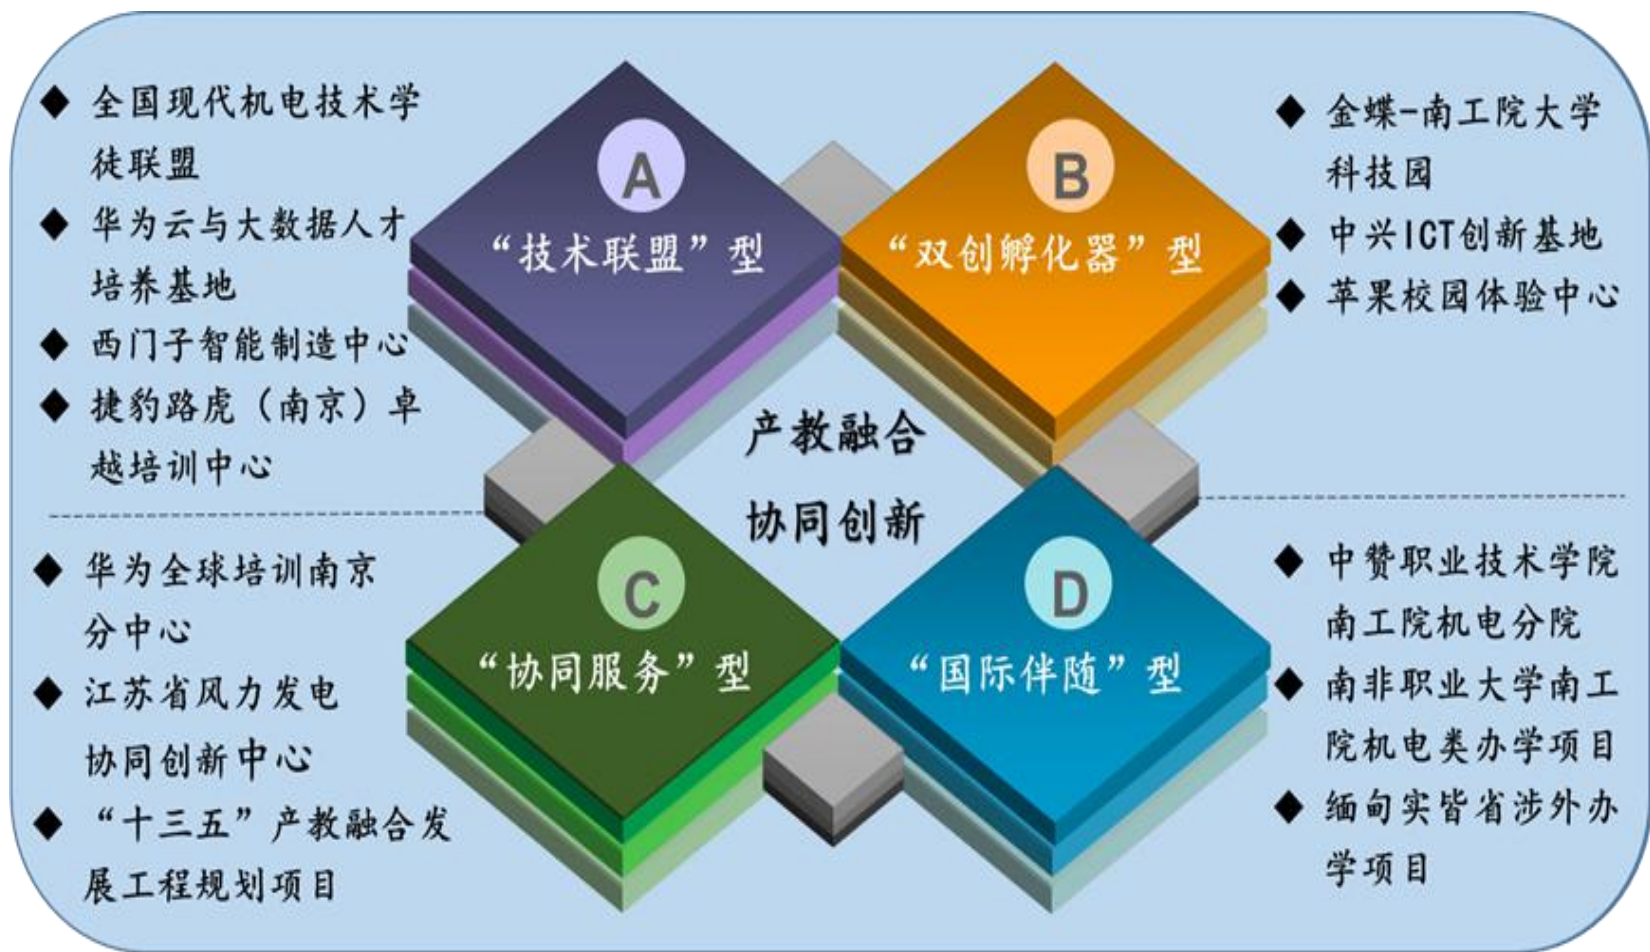 全国现代机电技术学
徒联盟
华为云与大数据人才
培养基地
西门子智能制造中心
捷豹路虎（南京）卓
越培训中心
A
“技术联盟”型
B
“双创孵化器”型
金蝶-南工院大学
科技园
中兴ICT创新基地
苹果校园体验中心
产教融合
协同创新
华为全球培训南京
分中心
江苏省风力发电
协同创新中心
“十三五”产教融合发
展工程规划项目
C
“协同服务”型
D
“国际伴随”型
中赞职业技术学院
南工院机电分院
南非职业大学南工
院机电类办学项目
缅甸实皆省涉外办
学项目